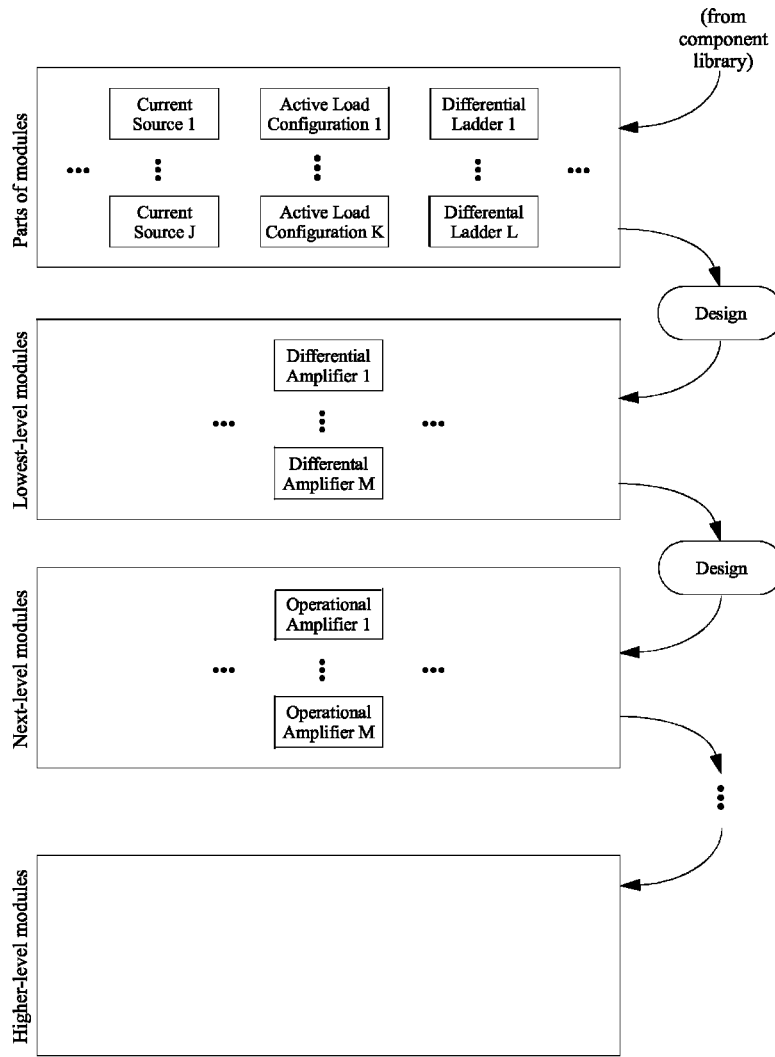 (from
component
library)
Parts of modules
Current
Source 1
Active Load
Configuration 1
Differential
Ladder 1
Current
Source J
Active Load
Configuration K
Differental
Ladder L
Design
Lowest-level modules
Differential
Amplifier 1
Differental
Amplifier M
Design
Next-level modules
Operational
Amplifier 1
Operational
Amplifier M
Higher-level modules